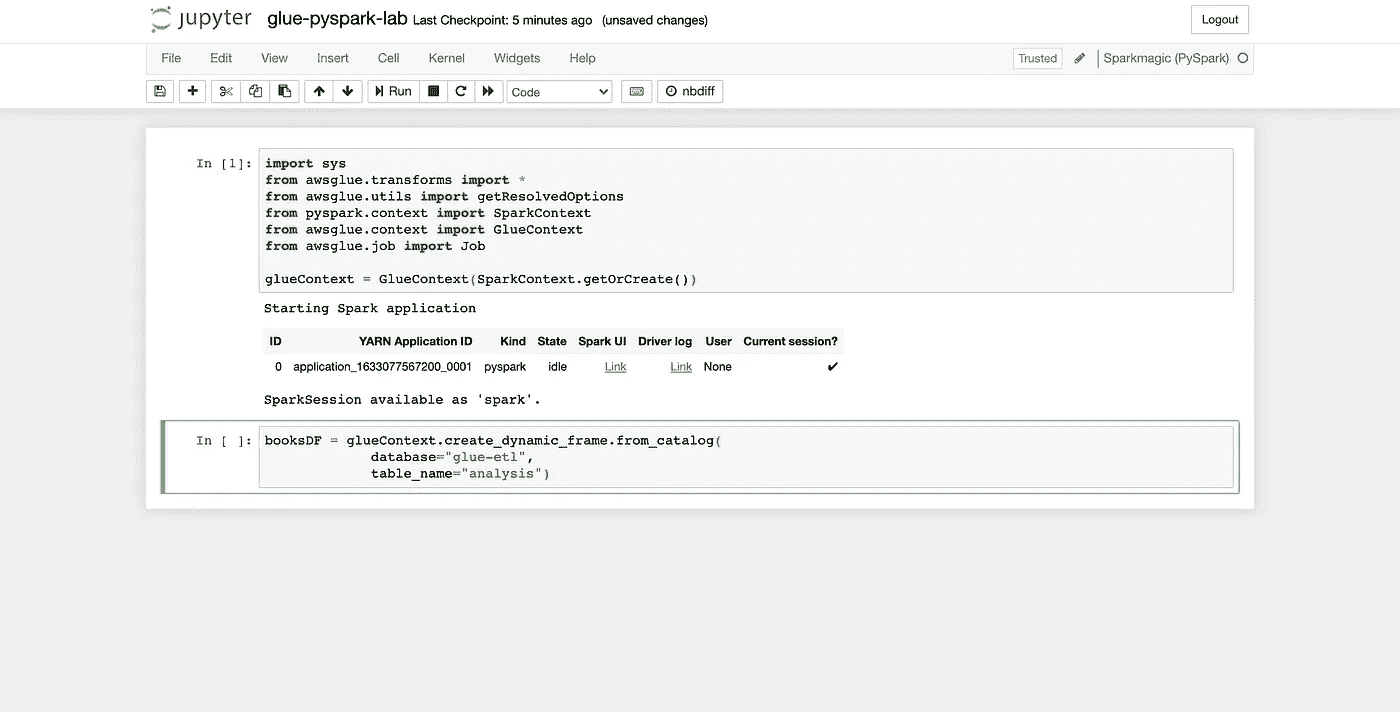 jupyter glue-pyspark-lab Last Checkpoint: 5 minutes ago (unsaved changes)
Logout
File Edit View Insert Cell Kernel Widgets Help
Trusted Sparkmagic (PySpark)
Run Code nbdiff
In [1]: import sys
from awsglue.transforms import *
from awsglue.utils import getResolvedOptions
from pyspark.context import SparkContext
from awsglue.context import GlueContext
from awsglue.job import Job
glueContext = GlueContext(SparkContext.getOrCreate())
Starting Spark application
ID YARN Application ID Kind State Spark UI Driver log User Current session?
0 application_1633077567200_0001 pyspark idle Link Link None ✔
SparkSession available as 'spark'.
In [ ]: booksDF = glueContext.create_dynamic_frame.from_catalog(
database="glue-etl",
table_name="analysis")